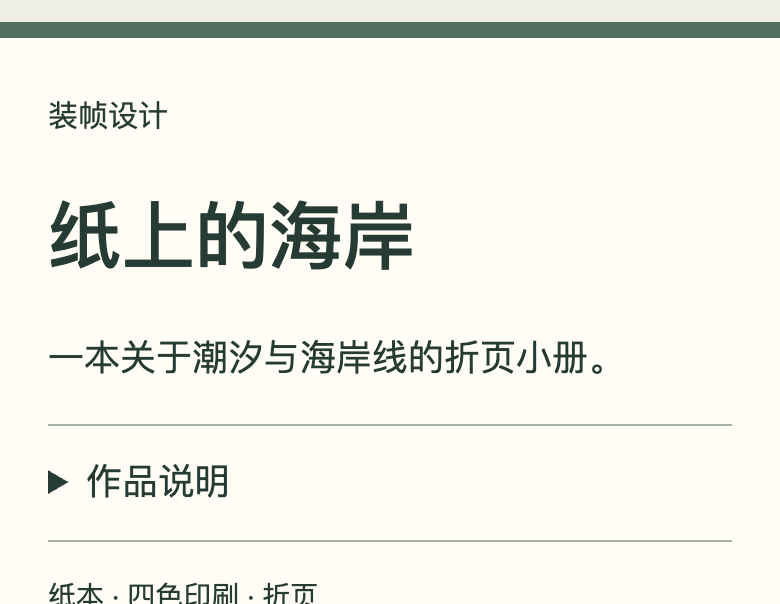 装帧设计
纸上的海岸
一本关于潮汐与海岸线的折页小册。
作品说明
纸本 · 四色印刷 · 折页